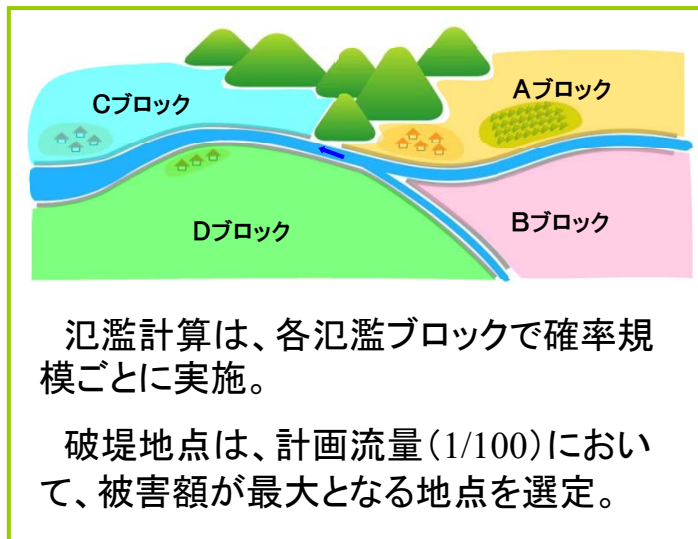 Cブロック
Aブロック
Bブロック
Dブロック
氾濫計算は、各氾濫ブロックで確率規
模ごとに実施。
破堤地点は、計画流量（1/100）におい
て、被害額が最大となる地点を選定。